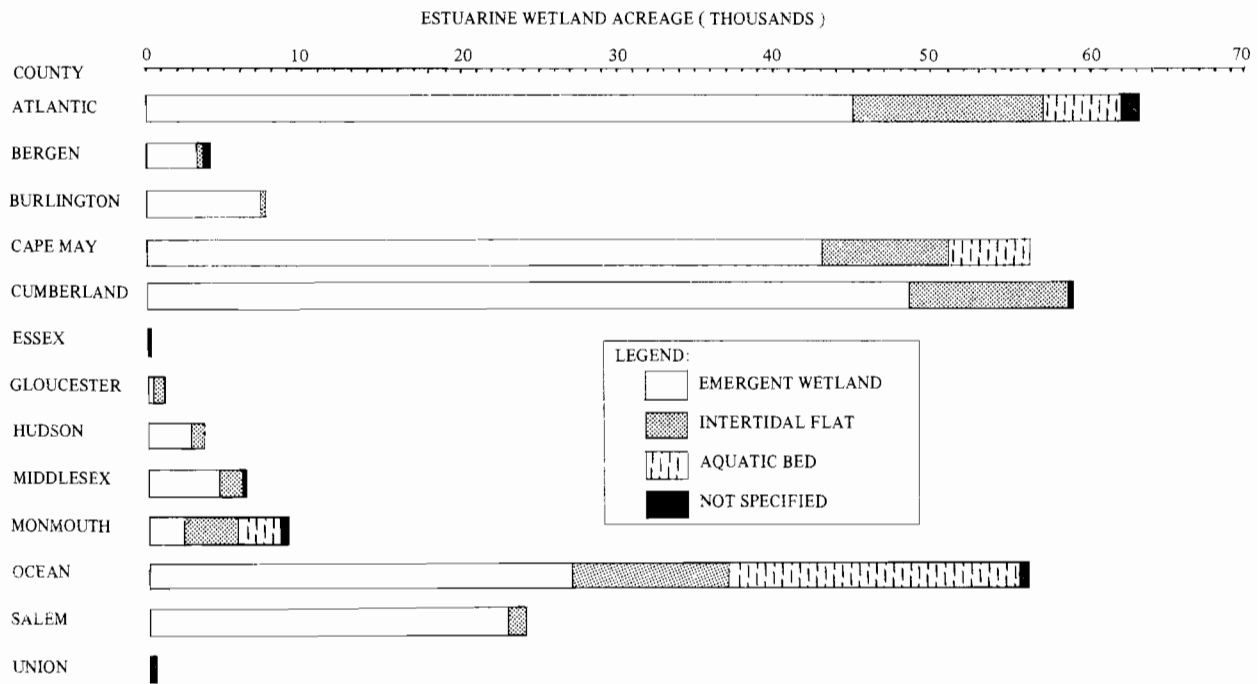 ESTUARINE WETLAND ACREAGE ( THOUSANDS )
0 10 20 30 40 50 60 70
COUNTY
ATLANTIC
BERGEN
BURLINGTON
CAPE MAY
CUMBERLAND
ESSEX
GLOUCESTER
HUDSON
MIDDLESEX
MONMOUTH
OCEAN
SALEM
UNION
LEGEND:
EMERGENT WETLAND
INTERTIDAL FLAT
AQUATIC BED
NOT SPECIFIED